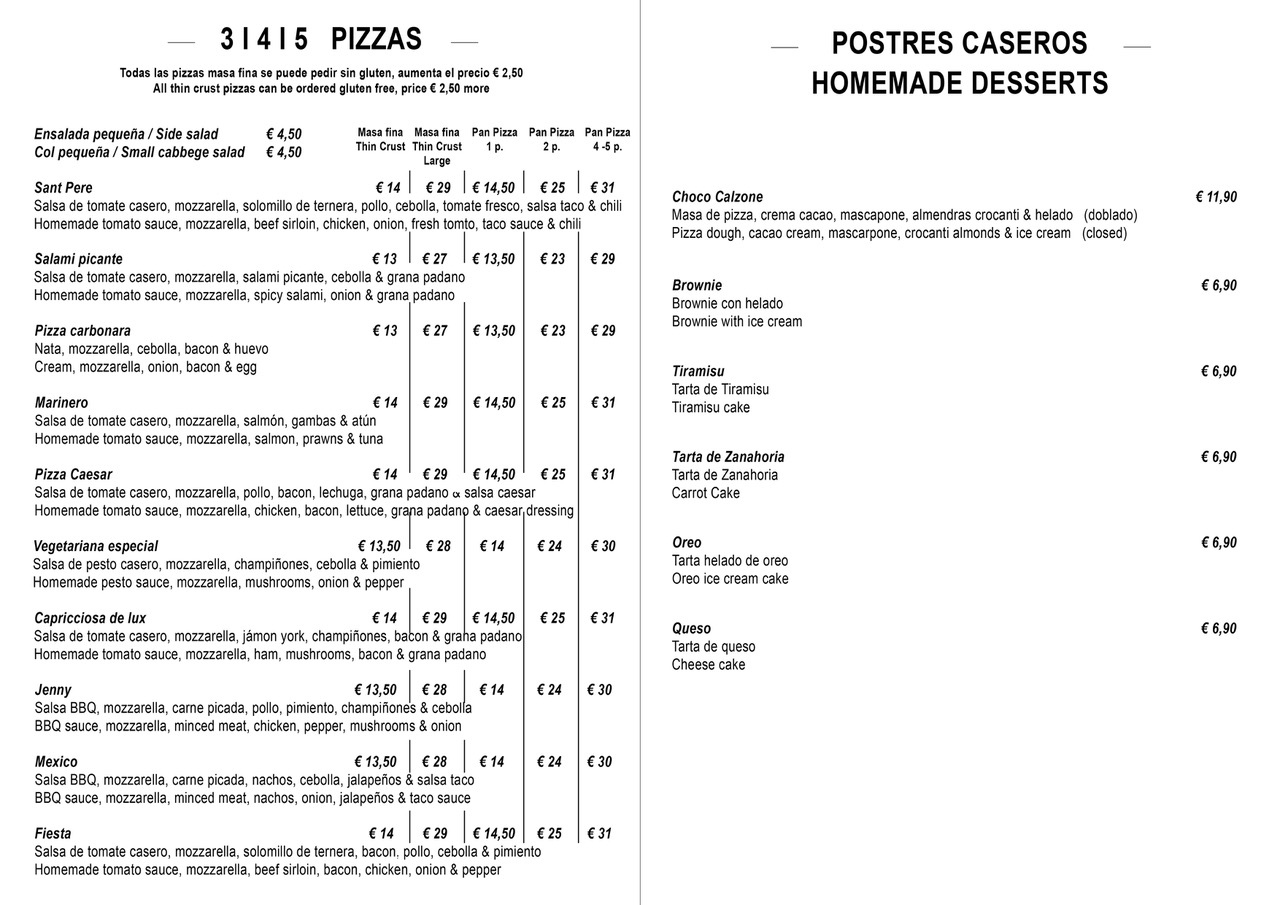 3 I 4 I 5 PIZZAS
Todas las pizzas masa fina se puede pedir sin gluten, aumenta el precio € 2,50
All thin crust pizzas can be ordered gluten free, price € 2,50 more
Ensalada pequeña / Side salad € 4,50
Col pequeña / Small cabbege salad € 4,50
Masa fina Masa fina Pan Pizza Pan Pizza Pan Pizza
Thin Crust Thin Crust 1 p. 2 p. 4 -5 p.
Large
Sant Pere € 14 € 29 € 14,50 € 25 € 31
Salsa de tomate casero, mozzarella, solomillo de ternera, pollo, cebolla, tomate fresco, salsa taco & chili
Homemade tomato sauce, mozzarella, beef sirloin, chicken, onion, fresh tomto, taco sauce & chili
Salami picante € 13 € 27 € 13,50 € 23 € 29
Salsa de tomate casero, mozzarella, salami picante, cebolla & grana padano
Homemade tomato sauce, mozzarella, spicy salami, onion & grana padano
Pizza carbonara € 13 € 27 € 13,50 € 23 € 29
Nata, mozzarella, cebolla, bacon & huevo
Cream, mozzarella, onion, bacon & egg
Marinero € 14 € 29 € 14,50 € 25 € 31
Salsa de tomate casero, mozzarella, salmón, gambas & atún
Homemade tomato sauce, mozzarella, salmon, prawns & tuna
Pizza Caesar € 14 € 29 € 14,50 € 25 € 31
Salsa de tomate casero, mozzarella, pollo, bacon, lechuga, grana padano & salsa caesar
Homemade tomato sauce, mozzarella, chicken, bacon, lettuce, grana padano & caesar dressing
Vegetariana especial € 13,50 € 28 € 14 € 24 € 30
Salsa de pesto casero, mozzarella, champiñones, cebolla & pimiento
Homemade pesto sauce, mozzarella, mushrooms, onion & pepper
Capricciosa de lux € 14 € 29 € 14,50 € 25 € 31
Salsa de tomate casero, mozzarella, jámon york, champiñones, bacon & grana padano
Homemade tomato sauce, mozzarella, ham, mushrooms, bacon & grana padano
Jenny € 13,50 € 28 € 14 € 24 € 30
Salsa BBQ, mozzarella, carne picada, pollo, pimiento, champiñones & cebolla
BBQ sauce, mozzarella, minced meat, chicken, pepper, mushrooms & onion
Mexico € 13,50 € 28 € 14 € 24 € 30
Salsa BBQ, mozzarella, carne picada, nachos, cebolla, jalapeños & salsa taco
BBQ sauce, mozzarella, minced meat, nachos, onion, jalapeños & taco sauce
Fiesta € 14 € 29 € 14,50 € 25 € 31
Salsa de tomate casero, mozzarella, solomillo de ternera, bacon, pollo, cebolla & pimiento
Homemade tomato sauce, mozzarella, beef sirloin, bacon, chicken, onion & pepper
POSTRES CASEROS
HOMEMADE DESSERTS
Choco Calzone € 11,90
Masa de pizza, crema cacao, mascapone, almendras crocanti & helado (doblado)
Pizza dough, cacao cream, mascarpone, crocanti almonds & ice cream (closed)
Brownie € 6,90
Brownie con helado
Brownie with ice cream
Tiramisu € 6,90
Tarta de Tiramisu
Tiramisu cake
Tarta de Zanahoria € 6,90
Tarta de Zanahoria
Carrot Cake
Oreo € 6,90
Tarta helado de oreo
Oreo ice cream cake
Queso € 6,90
Tarta de queso
Cheese cake